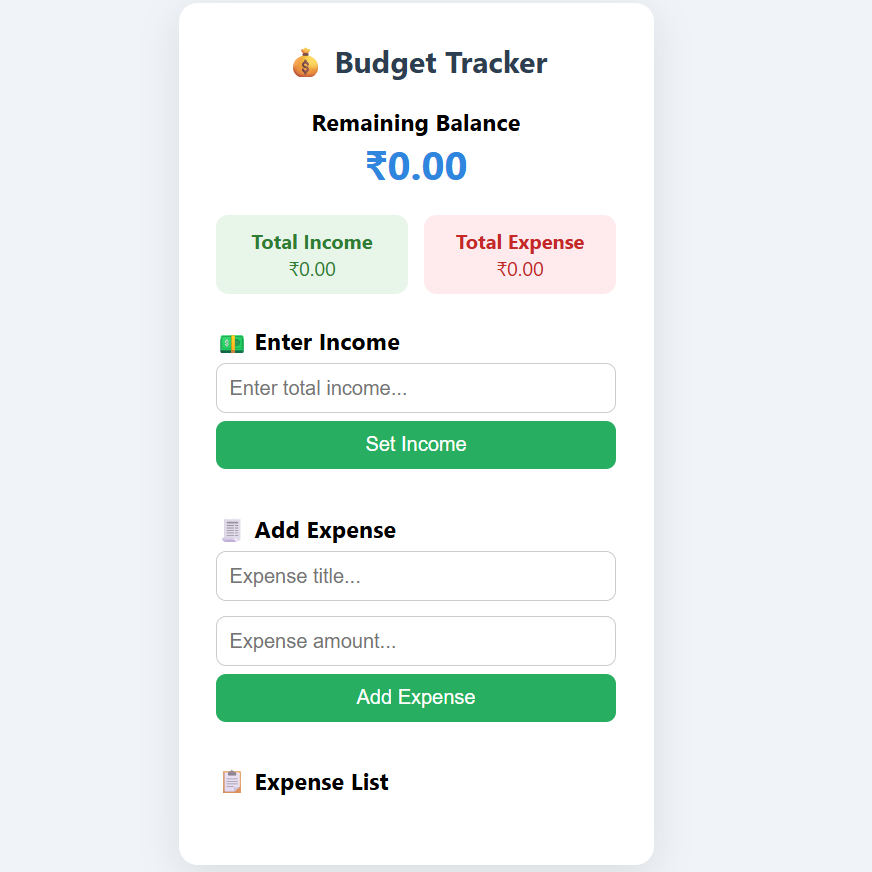 💰 Budget Tracker
Remaining Balance
₹0.00
Total Income
₹0.00
Total Expense
₹0.00
💵 Enter Income
Enter total income...
Set Income
🧾 Add Expense
Expense title...
Expense amount...
Add Expense
📋 Expense List